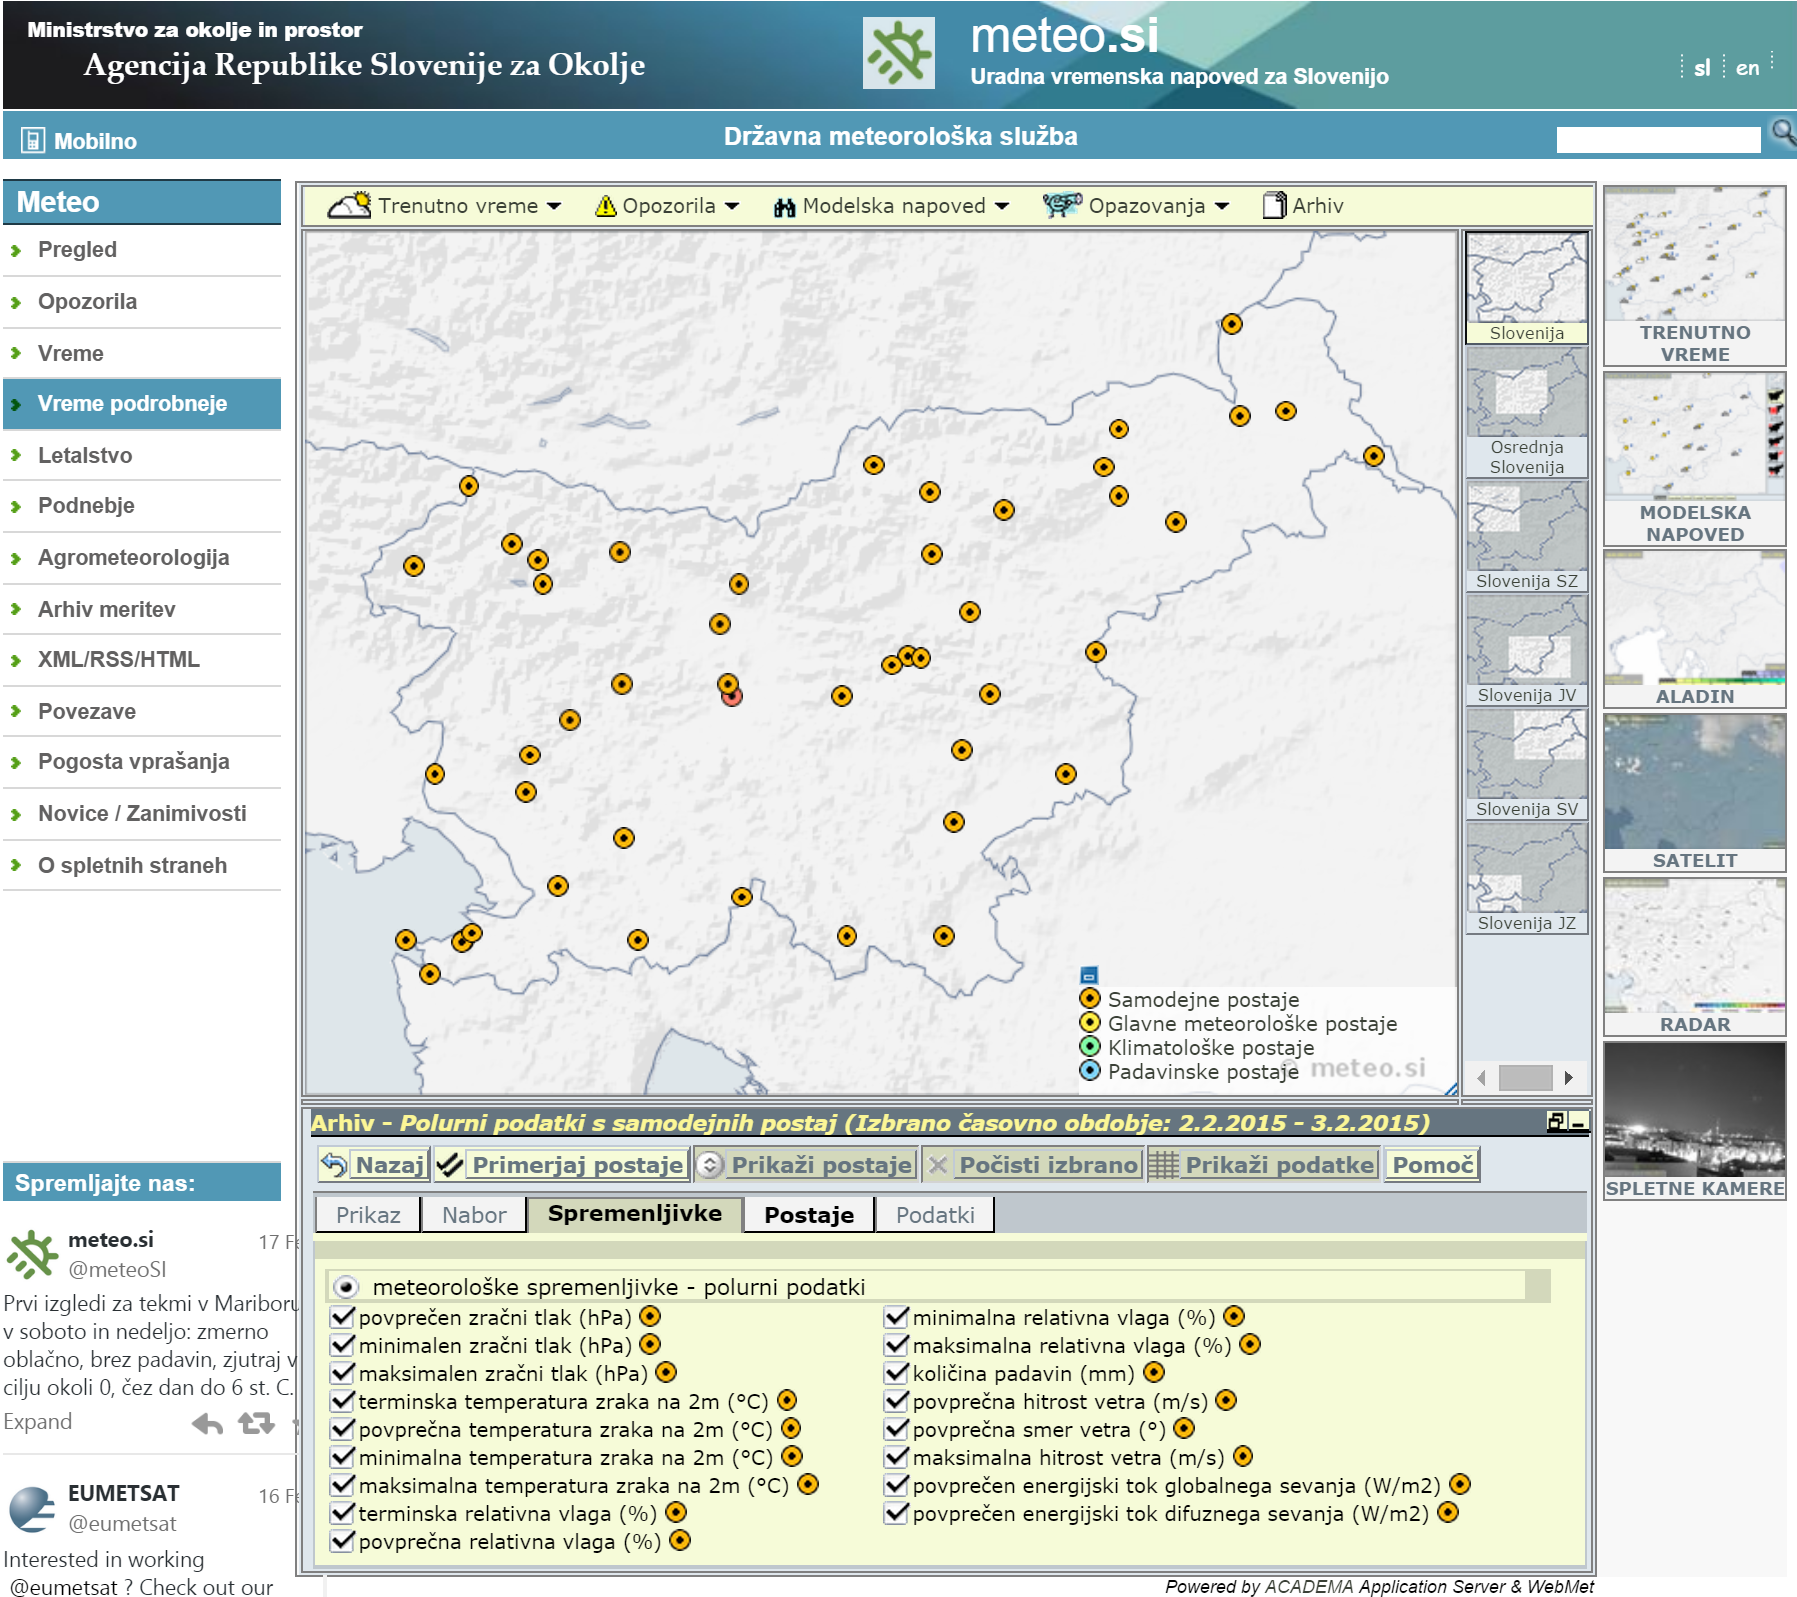 Ministrstvo za okolje in prostor
Agencija Republike Slovenije za Okolje
meteo.si
Uradna vremenska napoved za Slovenijo
sl
en
Mobilno
Državna meteorološka služba
Meteo
Pregled
Opozorila
Vreme
Vreme podrobneje
Letalstvo
Podnebje
Agrometeorologija
Arhiv meritev
XML/RSS/HTML
Povezave
Pogosta vprašanja
Novice / Zanimivosti
O spletnih straneh
Spremljajte nas:
meteo.si
17 Fe
@meteoSI
Prvi izgledi za tekmi v Mariboru
v soboto in nedeljo: zmerno
oblačno, brez padavin, zjutraj v
cilju okoli 0, čez dan do 6 st. C.
Expand
EUMETSAT
16 Fe
@eumetsat
Interested in working
@eumetsat ? Check out our
Trenutno vreme
Opozorila
Modelska napoved
Opazovanja
Arhiv
Samodejne postaje
Glavne meteorološke postaje
Klimatološke postaje
Padavinske postaje
meteo.si
Slovenija
Osrednja
Slovenija
Slovenija SZ
Slovenija JV
Slovenija SV
Slovenija JZ
TRENUTNO
VREME
MODELSKA
NAPOVED
ALADIN
SATELIT
RADAR
SPLETNE KAMERE
Arhiv - Polurni podatki s samodejnih postaj (Izbrano časovno obdobje: 2.2.2015 - 3.2.2015)
Nazaj
Primerjaj postaje
Prikaži postaje
Počisti izbrano
Prikaži podatke
Pomoč
Prikaz
Nabor
Spremenljivke
Postaje
Podatki
meteorološke spremenljivke - polurni podatki
povprečen zračni tlak (hPa)
minimalen zračni tlak (hPa)
maksimalen zračni tlak (hPa)
terminska temperatura zraka na 2m (°C)
povprečna temperatura zraka na 2m (°C)
minimalna temperatura zraka na 2m (°C)
maksimalna temperatura zraka na 2m (°C)
terminska relativna vlaga (%)
povprečna relativna vlaga (%)
minimalna relativna vlaga (%)
maksimalna relativna vlaga (%)
količina padavin (mm)
povprečna hitrost vetra (m/s)
povprečna smer vetra (°)
maksimalna hitrost vetra (m/s)
povprečen energijski tok globalnega sevanja (W/m2)
povprečen energijski tok difuznega sevanja (W/m2)
Powered by ACADEMA Application Server & WebMet